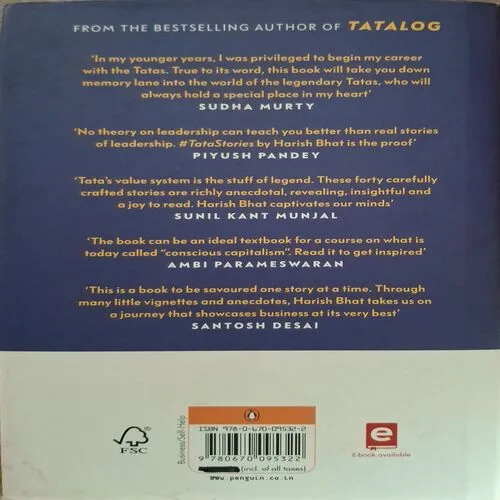 FROM THE BESTSELLING AUTHOR OF TATALOG
'In my younger years, I was privileged to begin my career
with the Tatas. True to its word, this book will take you down
memory lane into the world of the legendary Tatas, who will
always hold a special place in my heart'
SUDHA MURTY
'No theory on leadership can teach you better than real stories
of leadership. #TataStories by Harish Bhat is the proof'
PIYUSH PANDEY
'Tata's value system is the stuff of legend. These forty carefully
crafted stories are richly anecdotal, revealing, insightful and
a joy to read. Harish Bhat captivates our minds'
SUNIL KANT MUNJAL
'The book can be an ideal textbook for a course on what is
today called "conscious capitalism". Read it to get inspired'
AMBI PARAMESWARAN
'This is a book to be savoured one story at a time. Through
many little vignettes and anecdotes, Harish Bhat takes us on
a journey that showcases business at its very best'
SANTOSH DESAI
Business/Self-Help
ISBN 978-0-670-09532-2
9 780670 095322
(incl. of all taxes)
www.penguin.co.in
FSC
e
E-book available